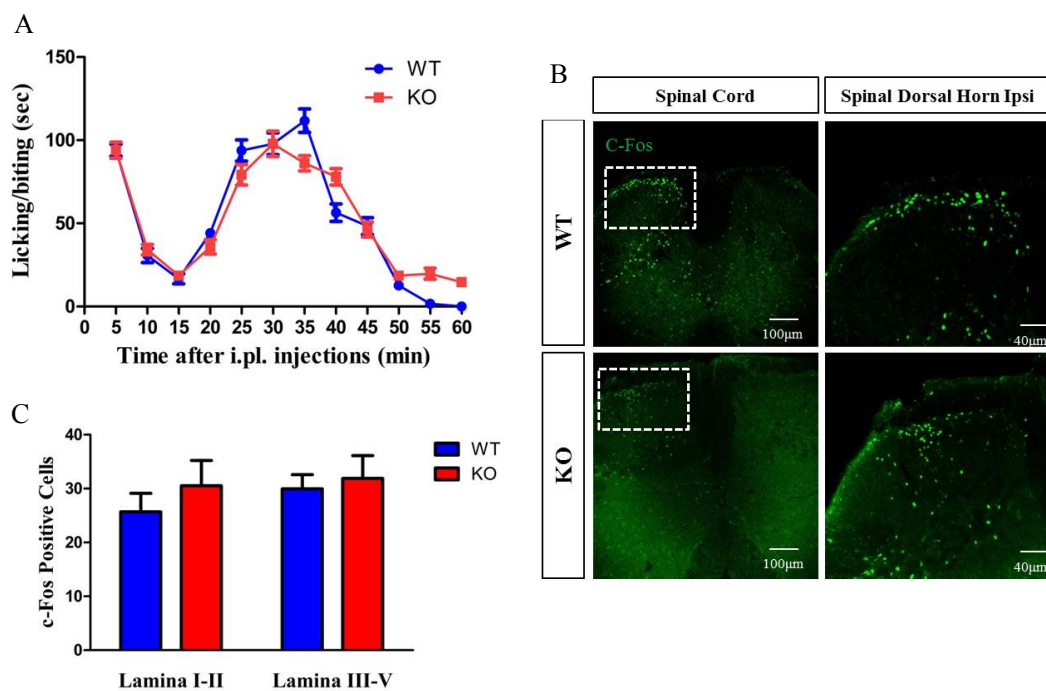 A
150
100
50
0
Licking/biting (sec)
WT
KO
0 5 10 15 20 25 30 35 40 45 50 55 60
Time after i.pl. injections (min)
B
Spinal Cord
Spinal Dorsal Horn Ipsi
WT
C-Fos
100μm
40μm
KO
100μm
40μm
C
40
30
20
10
0
c-Fos Positive Cells
WT
KO
Lamina I-II
Lamina III-V